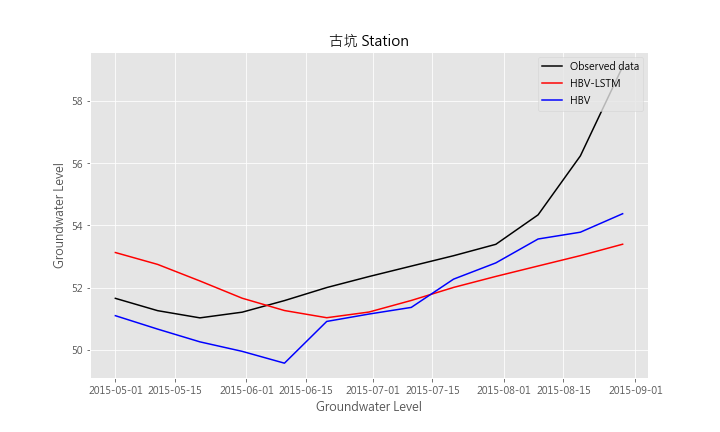 古坑 Station
Observed data
HBV-LSTM
HBV
Groundwater Level
58
56
54
52
50
2015-05-01 2015-05-15 2015-06-01 2015-06-15 2015-07-01 2015-07-15 2015-08-01 2015-08-15 2015-09-01
Groundwater Level